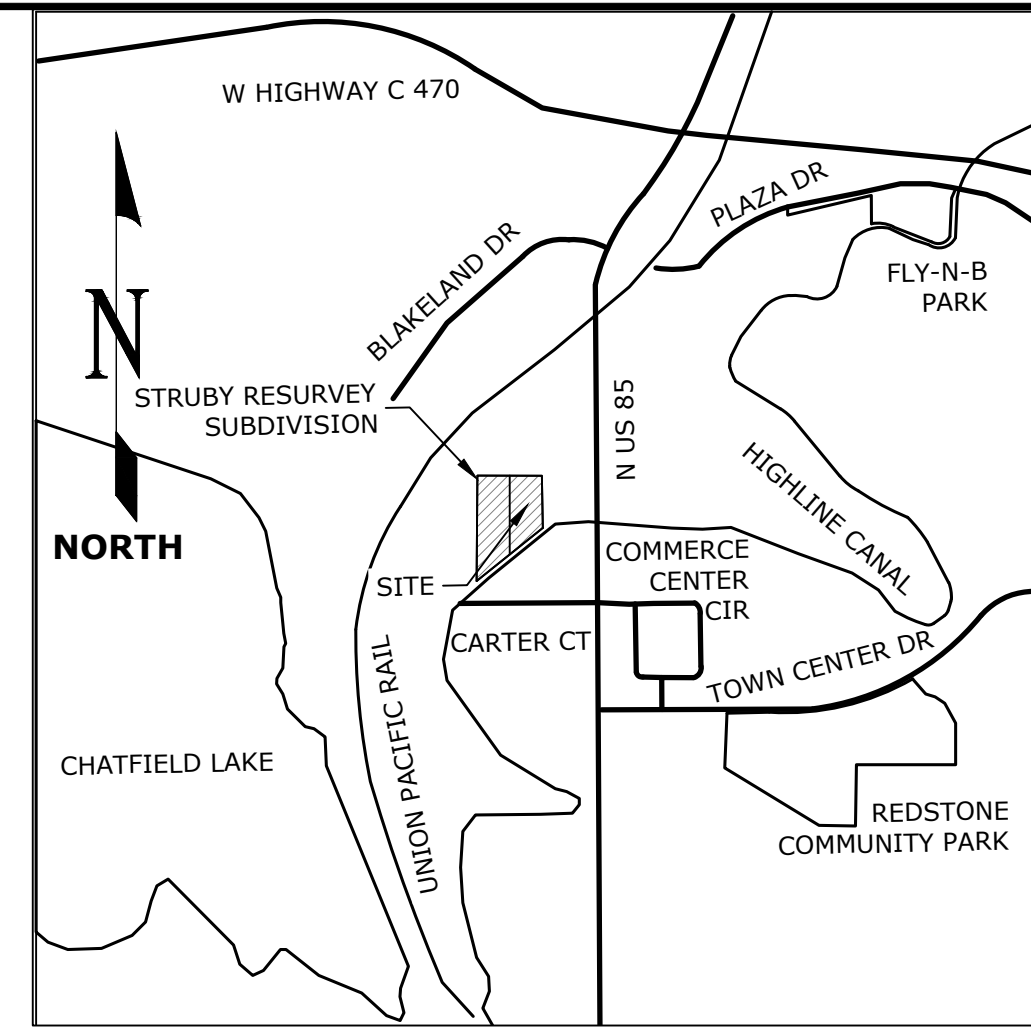 W HIGHWAY C 470
PLAZA DR
BLAKELAND DR
FLY-N-B
PARK
N
STRUBY RESURVEY
SUBDIVISION
N US 85
HIGHLINE CANAL
NORTH
COMMERCE
CENTER
CIR
SITE
CARTER CT
TOWN CENTER DR
UNION PACIFIC RAIL
CHATFIELD LAKE
REDSTONE
COMMUNITY PARK